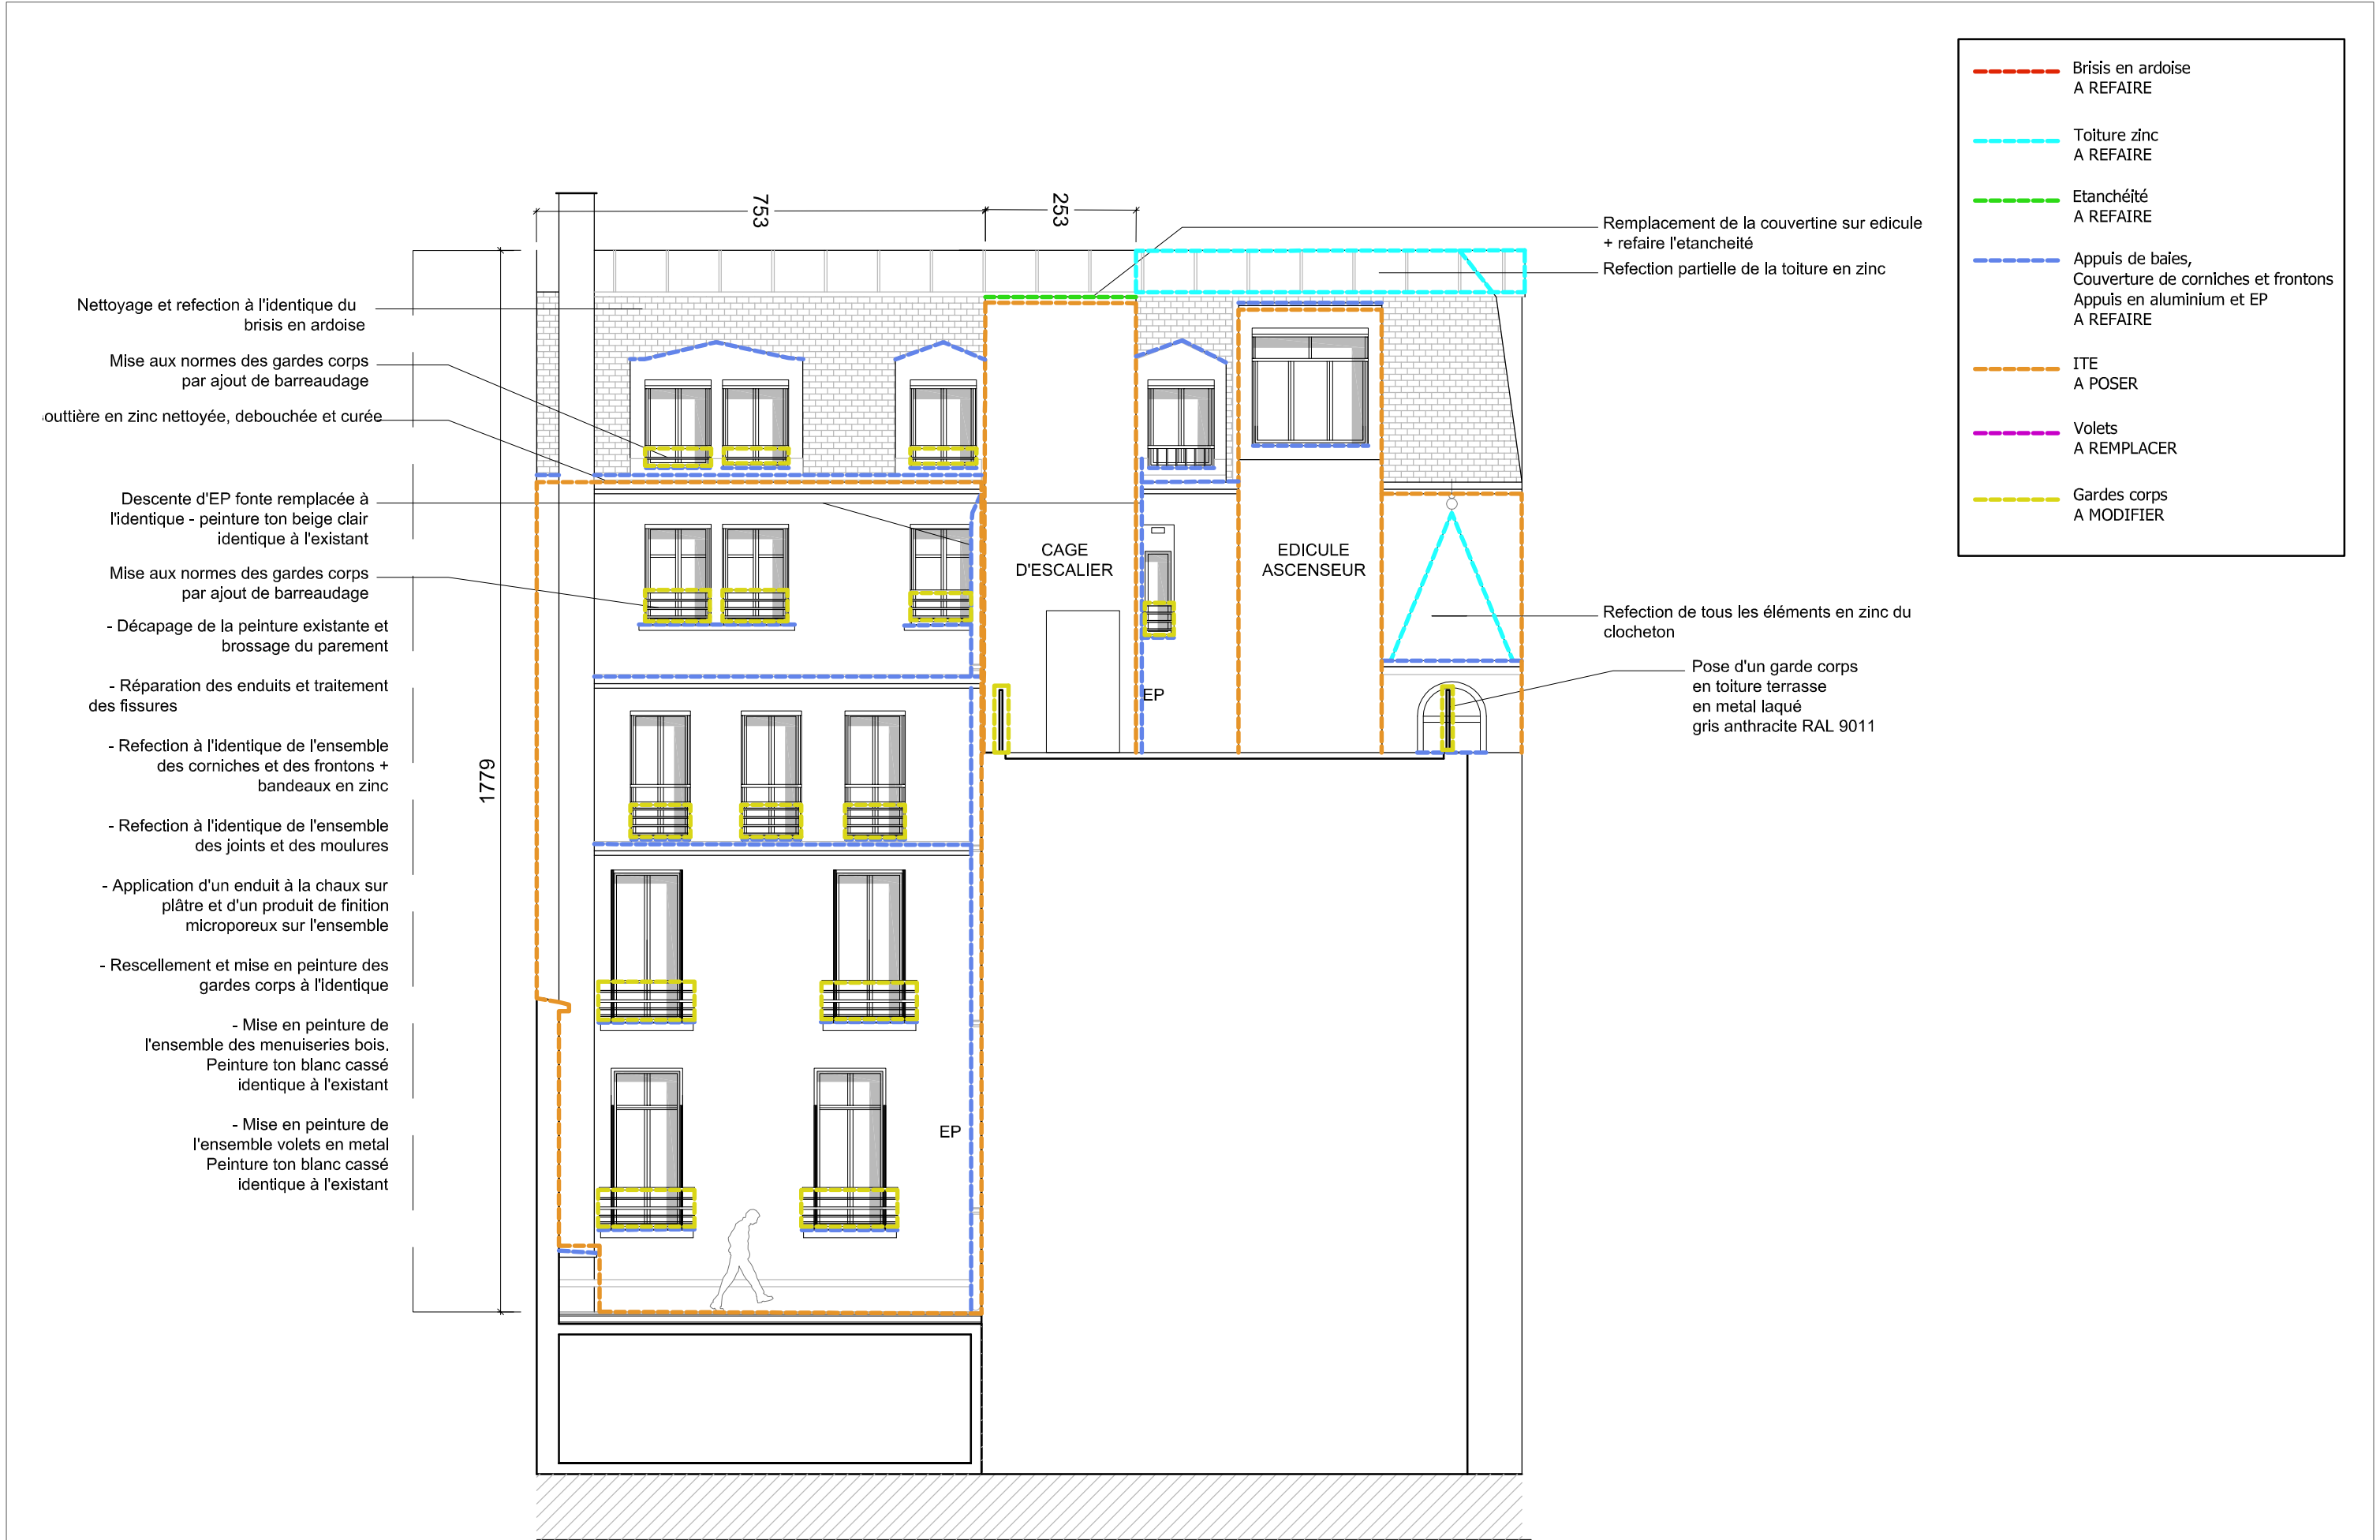 753
253
1779
Nettoyage et refection à l'identique du
brisis en ardoise
Mise aux normes des gardes corps
par ajout de barreaudage
outtière en zinc nettoyée, debouchée et curée
Descente d'EP fonte remplacée à
l'identique - peinture ton beige clair
identique à l'existant
Mise aux normes des gardes corps
par ajout de barreaudage
- Décapage de la peinture existante et
brossage du parement
- Réparation des enduits et traitement
des fissures
- Refection à l'identique de l'ensemble
des corniches et des frontons +
bandeaux en zinc
- Refection à l'identique de l'ensemble
des joints et des moulures
- Application d'un enduit à la chaux sur
plâtre et d'un produit de finition
microporeux sur l'ensemble
- Rescellement et mise en peinture des
gardes corps à l'identique
- Mise en peinture de
l'ensemble des menuiseries bois.
Peinture ton blanc cassé
identique à l'existant
- Mise en peinture de
l'ensemble volets en metal
Peinture ton blanc cassé
identique à l'existant
CAGE
D'ESCALIER
EDICULE
ASCENSEUR
EP
EP
Remplacement de la couvertine sur edicule
+ refaire l'etancheité
Refection partielle de la toiture en zinc
Refection de tous les éléments en zinc du
clocheton
Pose d'un garde corps
en toiture terrasse
en metal laqué
gris anthracite RAL 9011
Brisis en ardoise
A REFAIRE
Toiture zinc
A REFAIRE
Etanchéité
A REFAIRE
Appuis de baies,
Couverture de corniches et frontons
Appuis en aluminium et EP
A REFAIRE
ITE
A POSER
Volets
A REMPLACER
Gardes corps
A MODIFIER